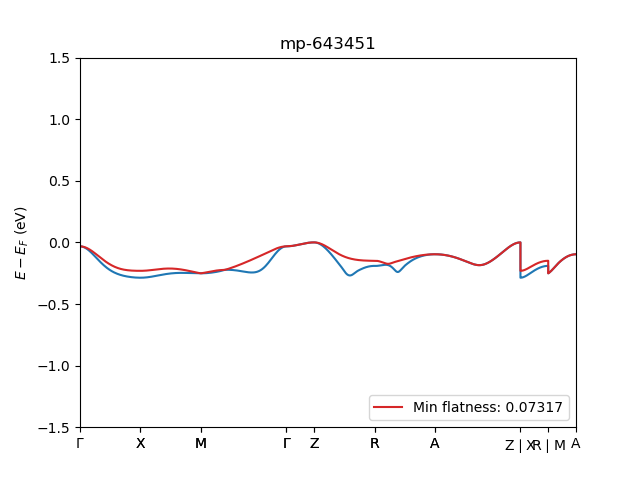 mp-643451
1.5
1.0
0.5
0.0
−0.5
−1.0
−1.5
E − E_F (eV)
Min flatness: 0.07317
Γ X M Γ Z R A Z | X R | M A